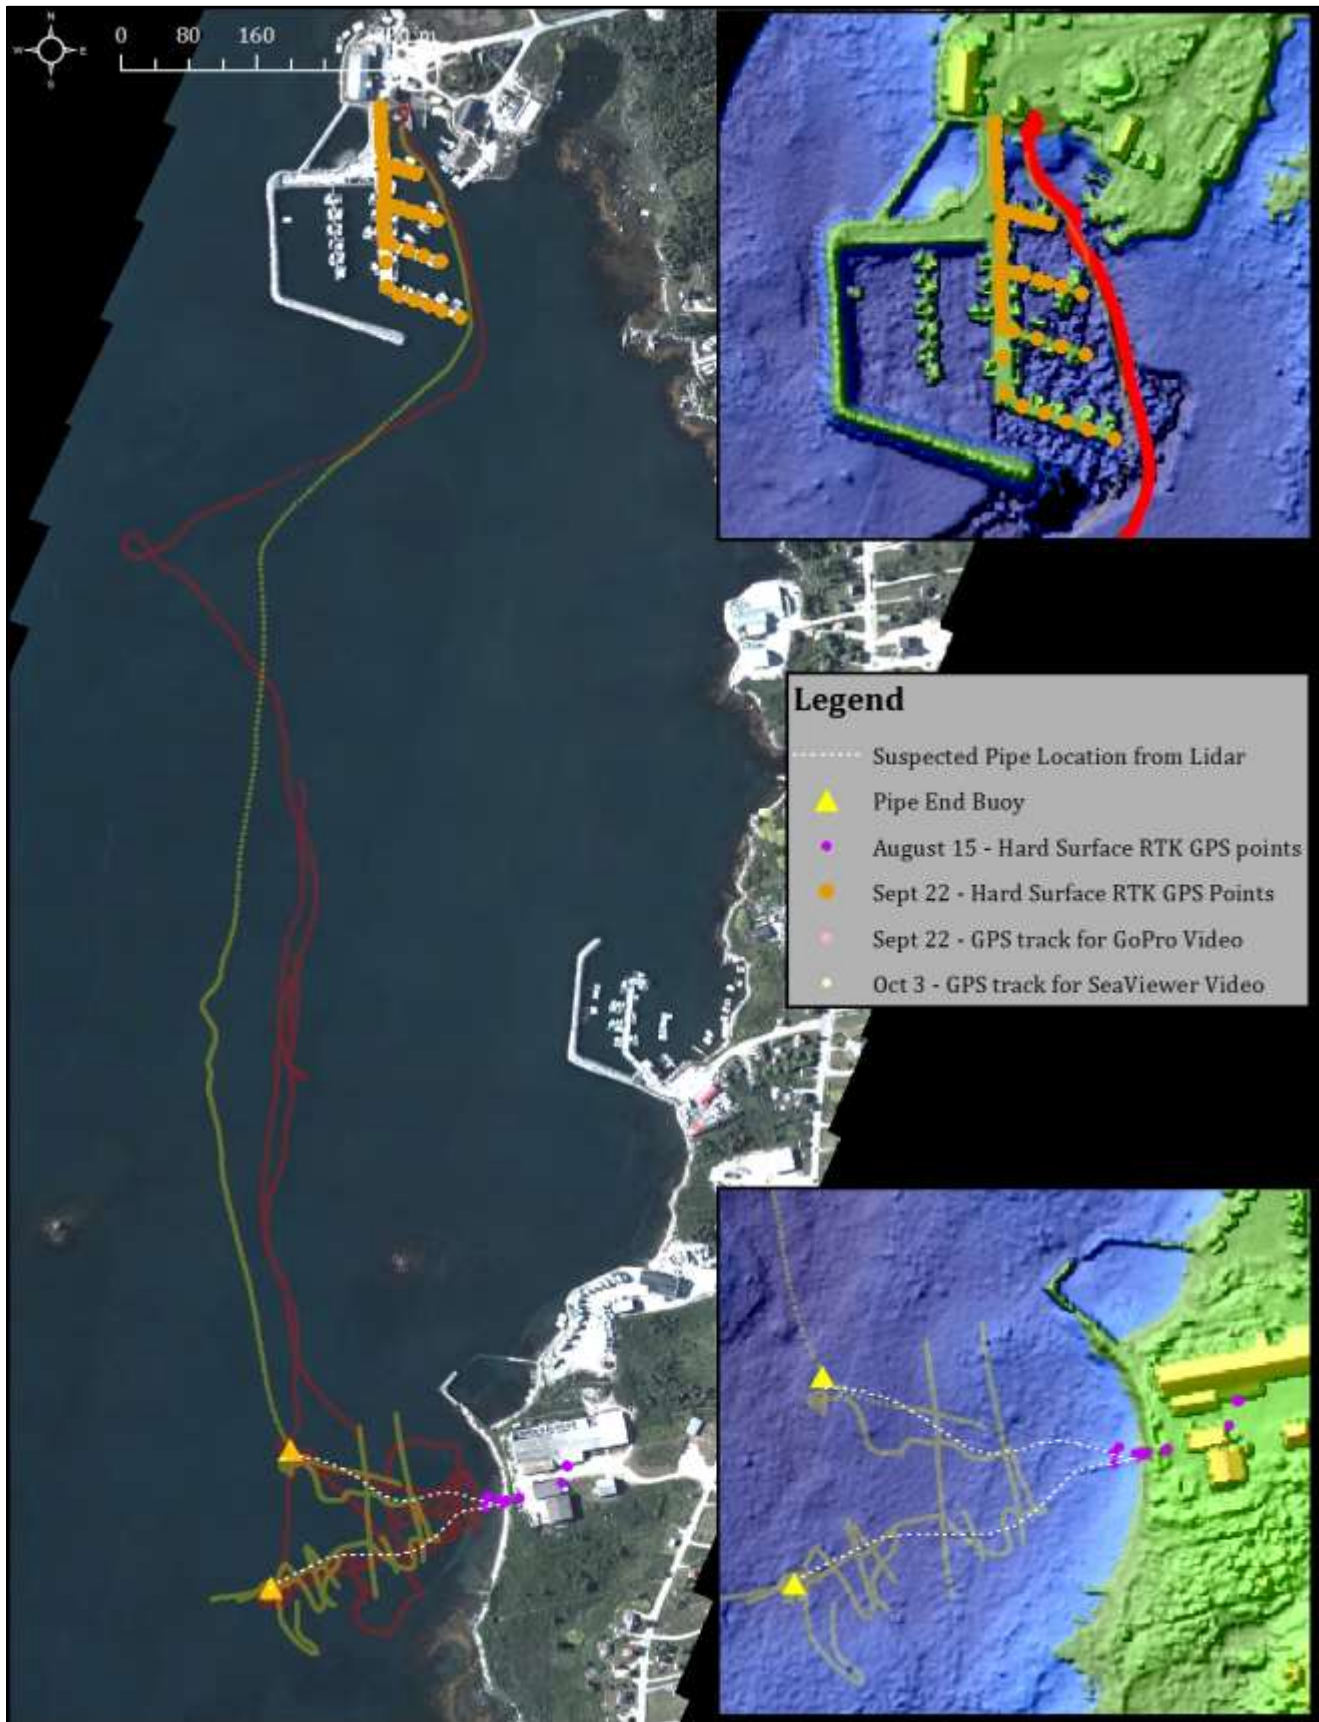 N
W E
S
0 80 160
m
Legend
Suspected Pipe Location from Lidar
Pipe End Buoy
August 15 - Hard Surface RTK GPS points
Sept 22 - Hard Surface RTK GPS Points
Sept 22 - GPS track for GoPro Video
Oct 3 - GPS track for SeaViewer Video